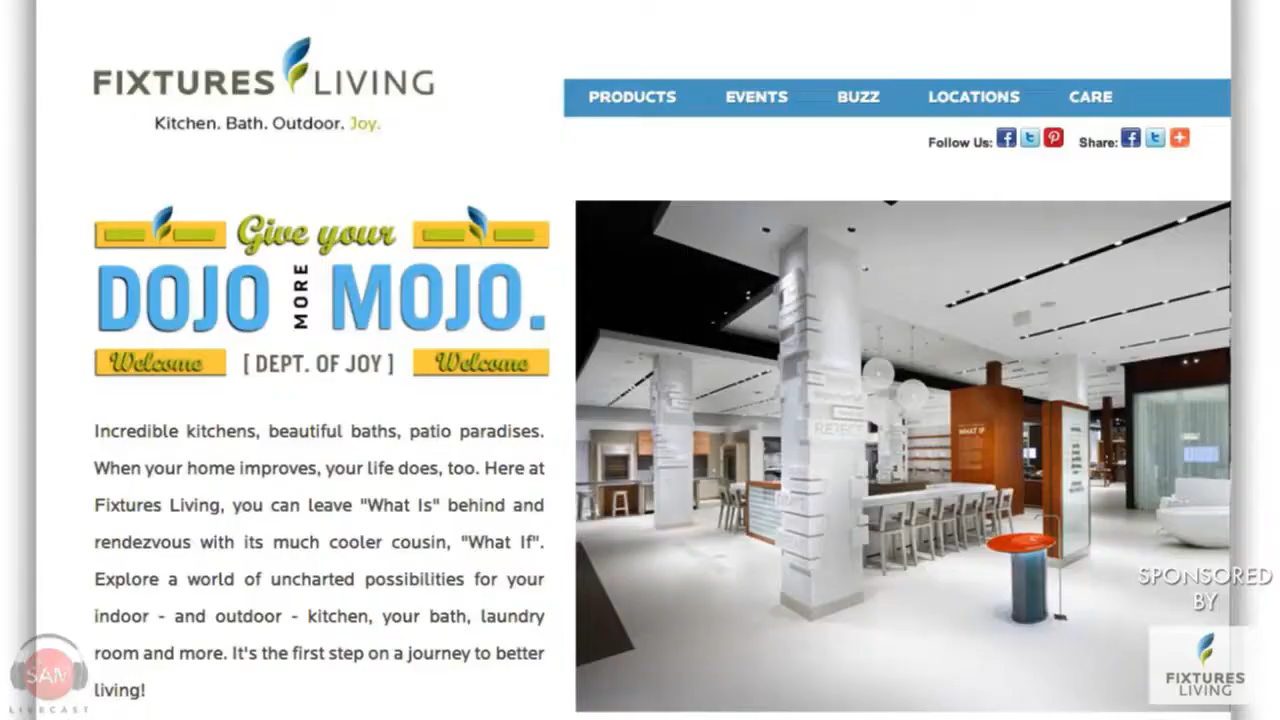 FIXTURES LIVING
Kitchen. Bath. Outdoor. Joy.
PRODUCTS EVENTS BUZZ LOCATIONS CARE
Follow Us: Share:
Give your
DOJO MORE MOJO.
Welcome [ DEPT. OF JOY ] Welcome
Incredible kitchens, beautiful baths, patio paradises.
When your home improves, your life does, too. Here at
Fixtures Living, you can leave "What Is" behind and
rendezvous with its much cooler cousin, "What If".
Explore a world of uncharted possibilities for your
indoor - and outdoor - kitchen, your bath, laundry
room and more. It's the first step on a journey to better
living!
REJECT
WHAT IF
SPONSORED
BY
FIXTURES
LIVING
SAM
LIVECAST